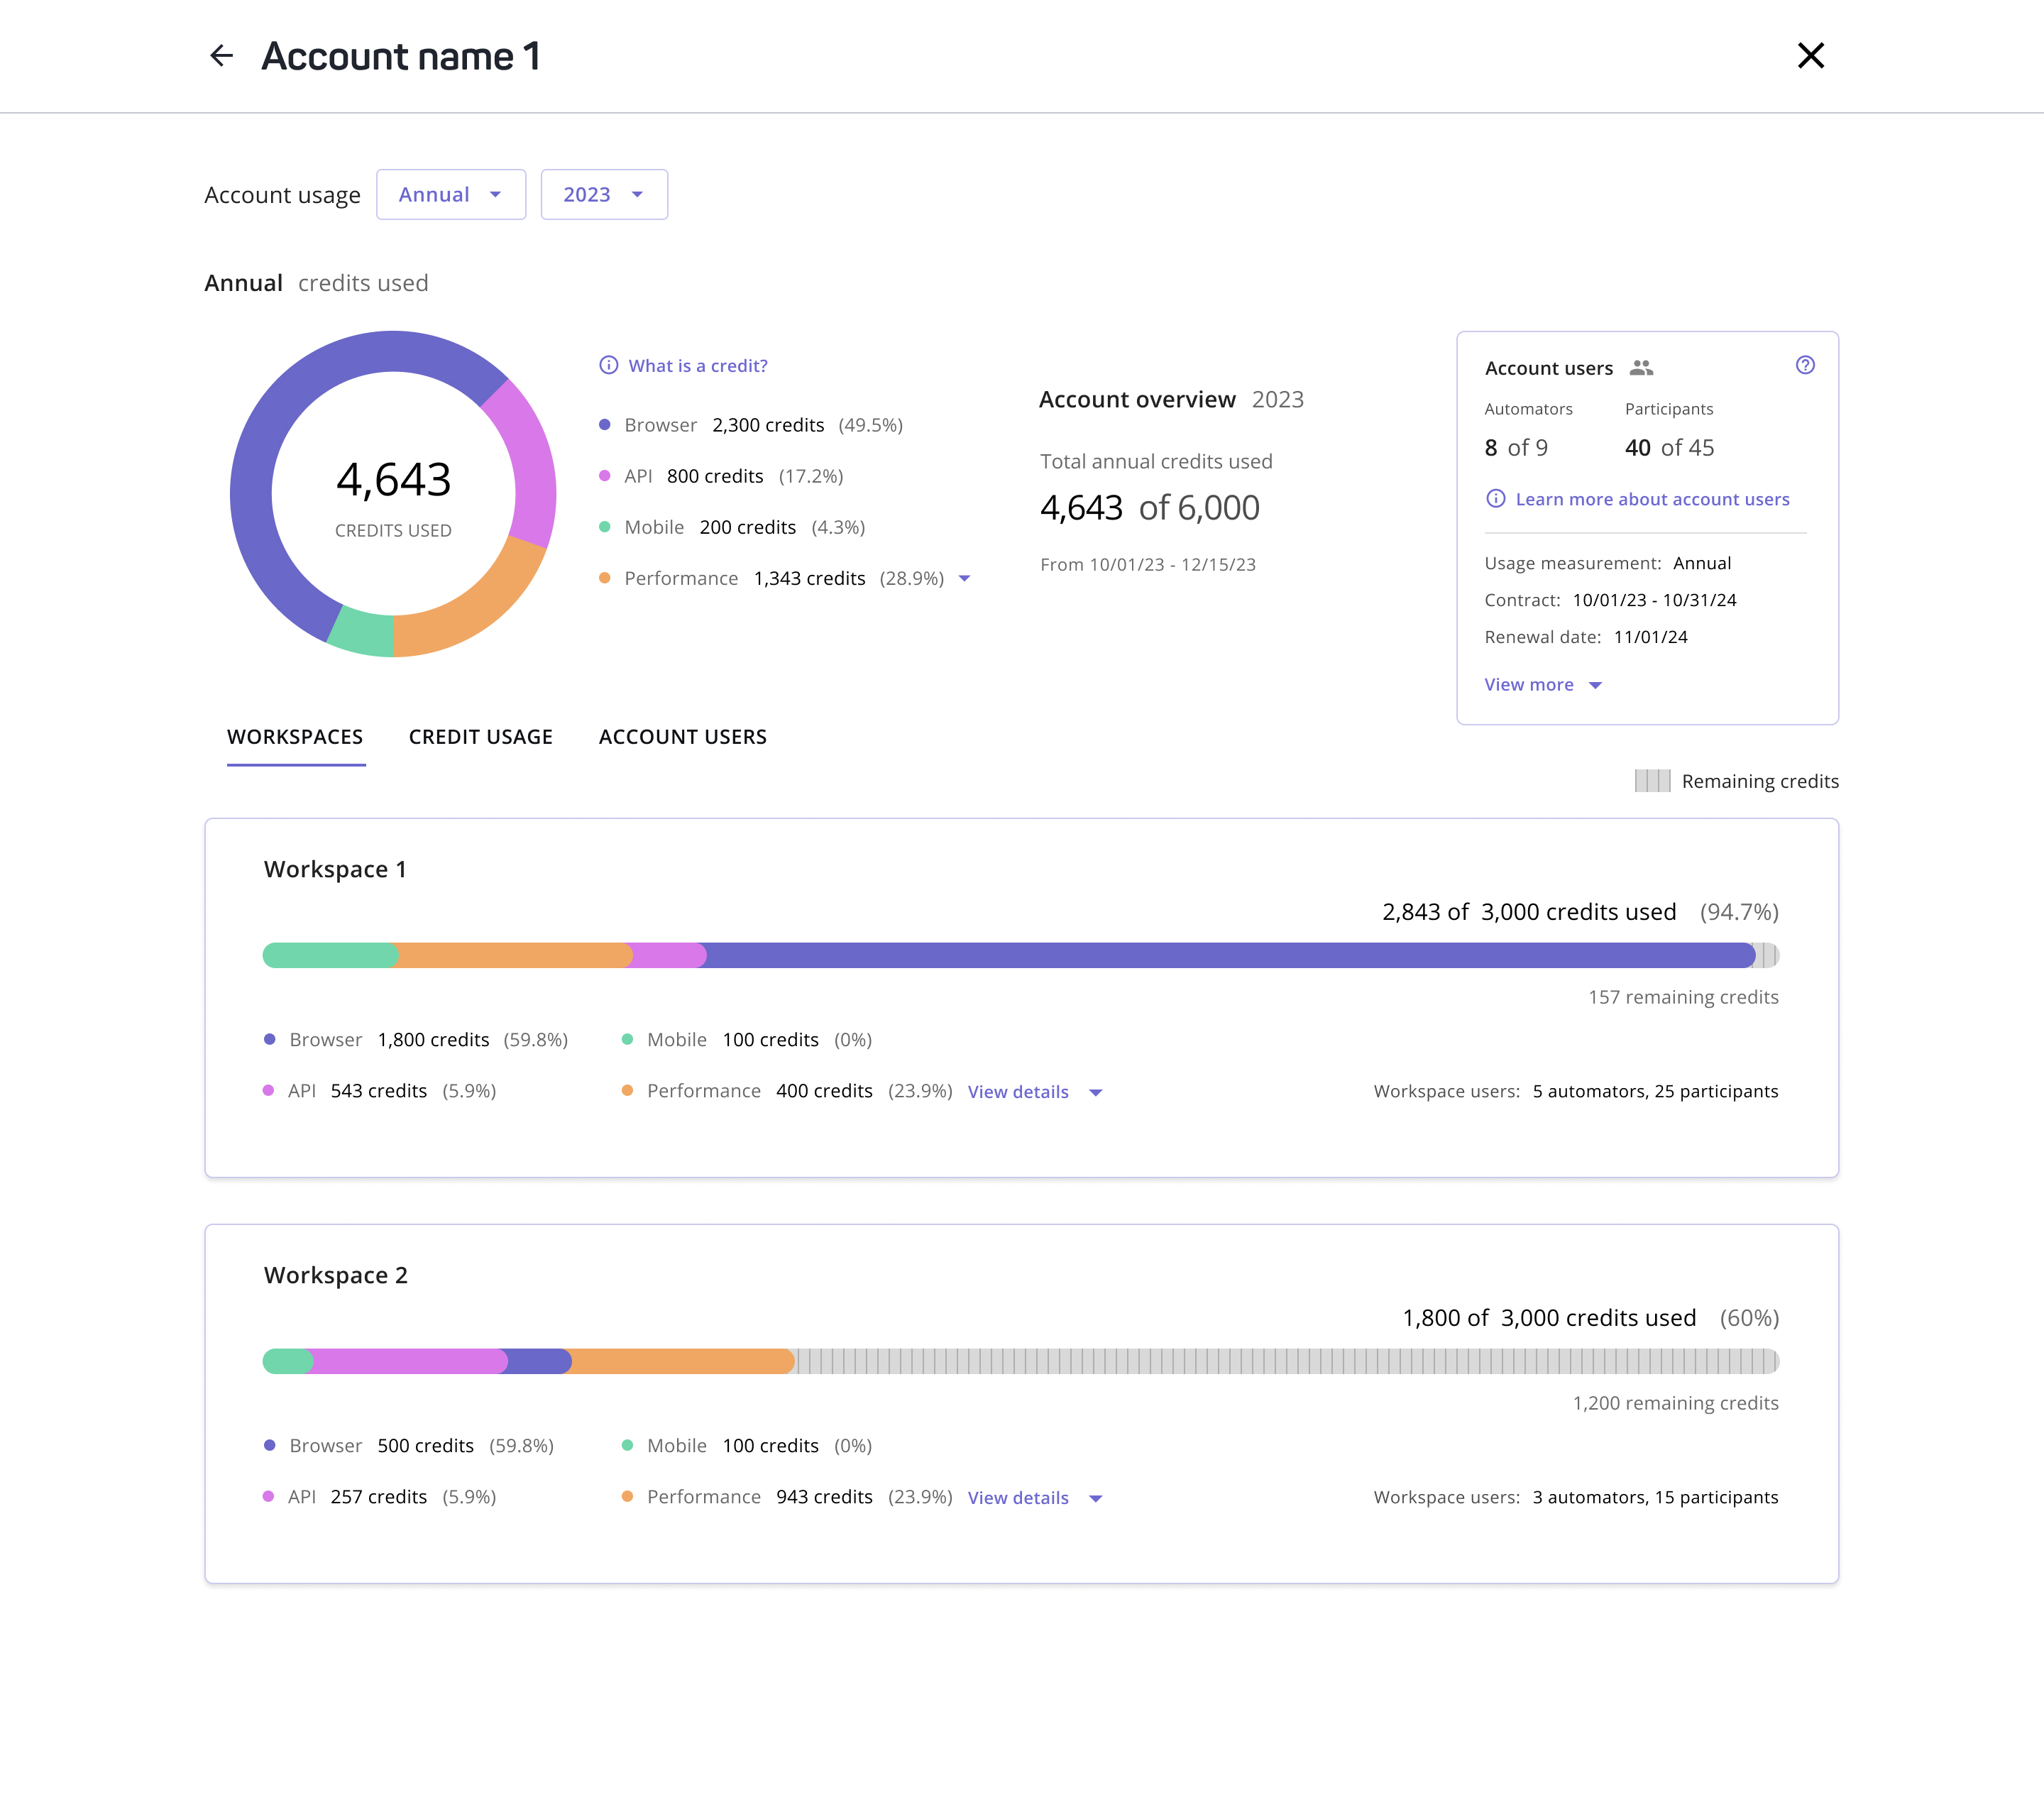 Account name 1
Account usage Annual 2023
Annual credits used
4,643
CREDITS USED
What is a credit?
Browser 2,300 credits (49.5%)
API 800 credits (17.2%)
Mobile 200 credits (4.3%)
Performance 1,343 credits (28.9%)
Account overview 2023
Total annual credits used
4,643 of 6,000
From 10/01/23 - 12/15/23
Account users
Automators Participants
8 of 9 40 of 45
Learn more about account users
Usage measurement: Annual
Contract: 10/01/23 - 10/31/24
Renewal date: 11/01/24
View more
WORKSPACES CREDIT USAGE ACCOUNT USERS
Remaining credits
Workspace 1
2,843 of 3,000 credits used (94.7%)
157 remaining credits
Browser 1,800 credits (59.8%) Mobile 100 credits (0%)
API 543 credits (5.9%) Performance 400 credits (23.9%) View details Workspace users: 5 automators, 25 participants
Workspace 2
1,800 of 3,000 credits used (60%)
1,200 remaining credits
Browser 500 credits (59.8%) Mobile 100 credits (0%)
API 257 credits (5.9%) Performance 943 credits (23.9%) View details Workspace users: 3 automators, 15 participants